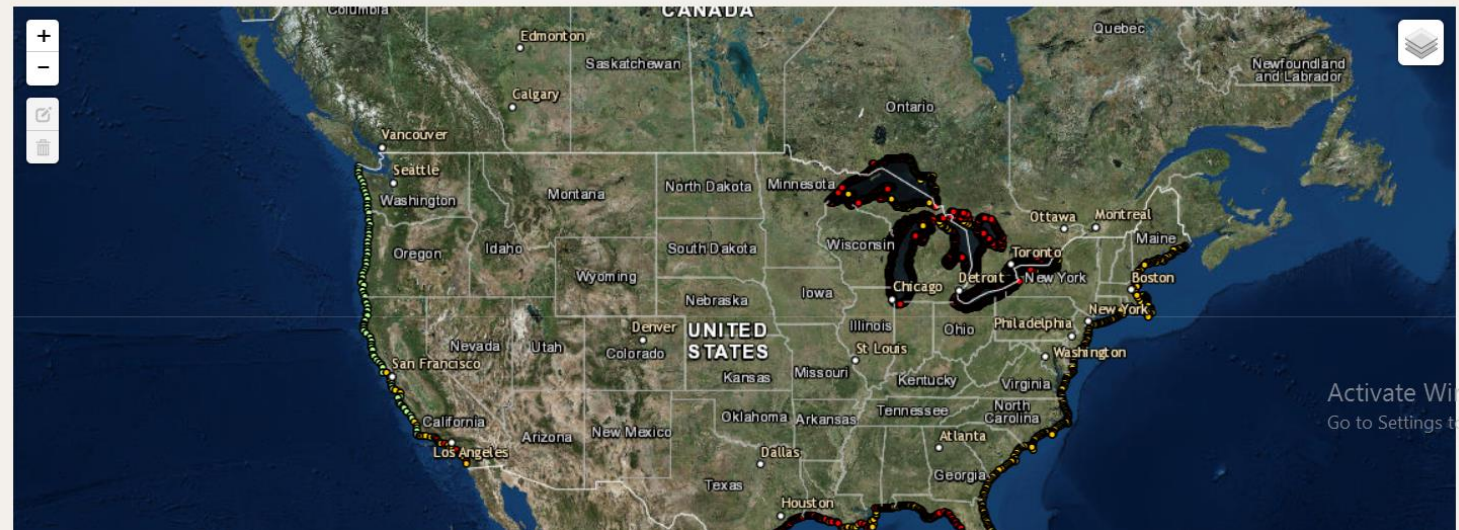 Columbia
CANADA
+
Edmonton
Quebec
−
Saskatchewan
Newfoundland
and Labrador
Calgary
Ontario
Vancouver
Seattle
Washington
Montana
North Dakota
Minnesota
Ottawa
Montreal
Oregon
Idaho
South Dakota
Wisconsin
Toronto
Maine
Wyoming
Detroit
New York
Boston
Nebraska
Iowa
Chicago
New York
Denver
UNITED
STATES
Illinois
Ohio
Philadelphia
Nevada
Utah
Colorado
St Louis
Washington
San Francisco
Kansas
Missouri
Kentucky
Virginia
Activate Wi
California
Oklahoma
Arkansas
Tennessee
North
Carolina
Go to Settings t
Arizona
New Mexico
Atlanta
Los Angeles
Dallas
Texas
Georgia
Houston